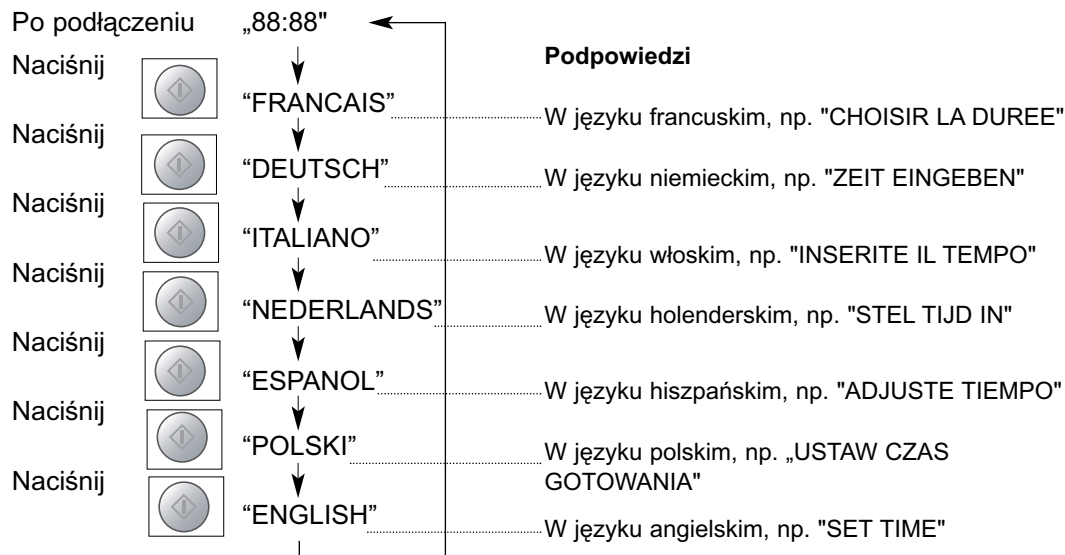 Po podłączeniu „88:88"
Podpowiedzi
Naciśnij
“FRANCAIS” W języku francuskim, np. "CHOISIR LA DUREE"
Naciśnij
“DEUTSCH” W języku niemieckim, np. "ZEIT EINGEBEN"
Naciśnij
“ITALIANO” W języku włoskim, np. "INSERITE IL TEMPO"
Naciśnij
“NEDERLANDS” W języku holenderskim, np. "STEL TIJD IN"
Naciśnij
“ESPANOL” W języku hiszpańskim, np. "ADJUSTE TIEMPO"
Naciśnij
“POLSKI” W języku polskim, np. „USTAW CZAS
GOTOWANIA"
Naciśnij
“ENGLISH” W języku angielskim, np. "SET TIME"